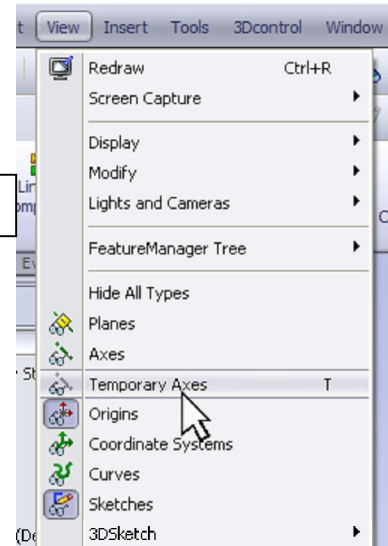 View Insert Tools 3Dcontrol Window
Redraw Ctrl+R
Screen Capture
Display
Modify
Lights and Cameras
FeatureManager Tree
Hide All Types
Planes
Axes
Temporary Axes T
Origins
Coordinate Systems
Curves
Sketches
3DSketch